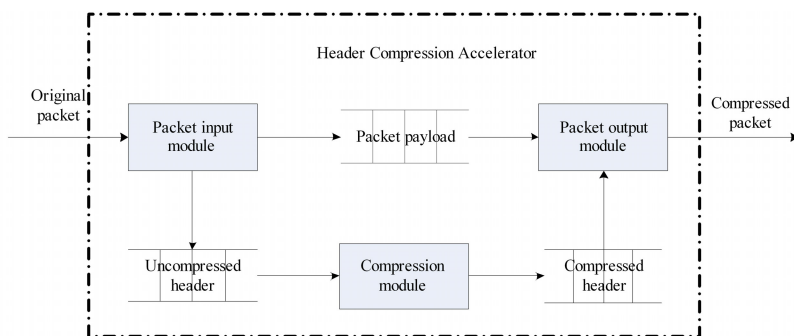 Header Compression Accelerator
Original
packet
Packet input
module
Packet payload
Packet output
module
Compressed
packet
Uncompressed
header
Compression
module
Compressed
header